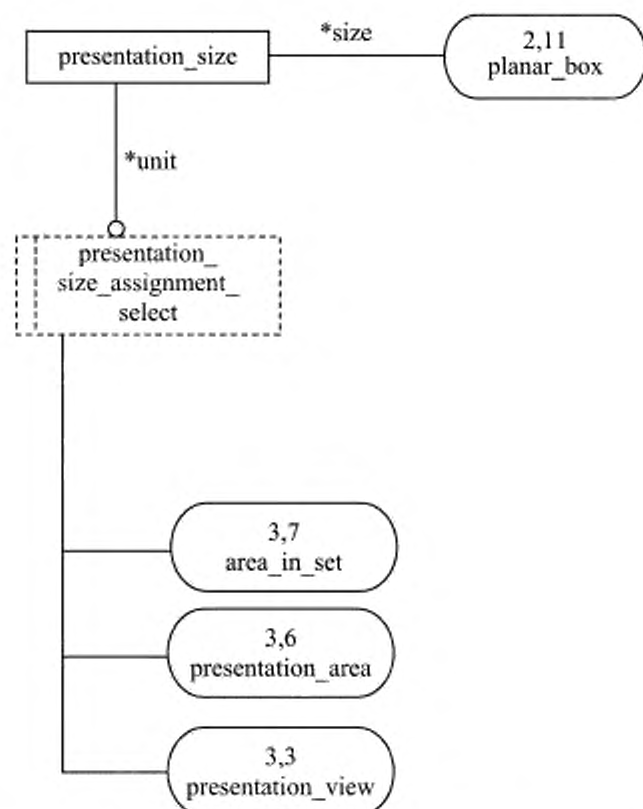 presentation_size
*size
2,11
planar_box
*unit
presentation_
size_assignment_
select
3,7
area_in_set
3,6
presentation_area
3,3
presentation_view